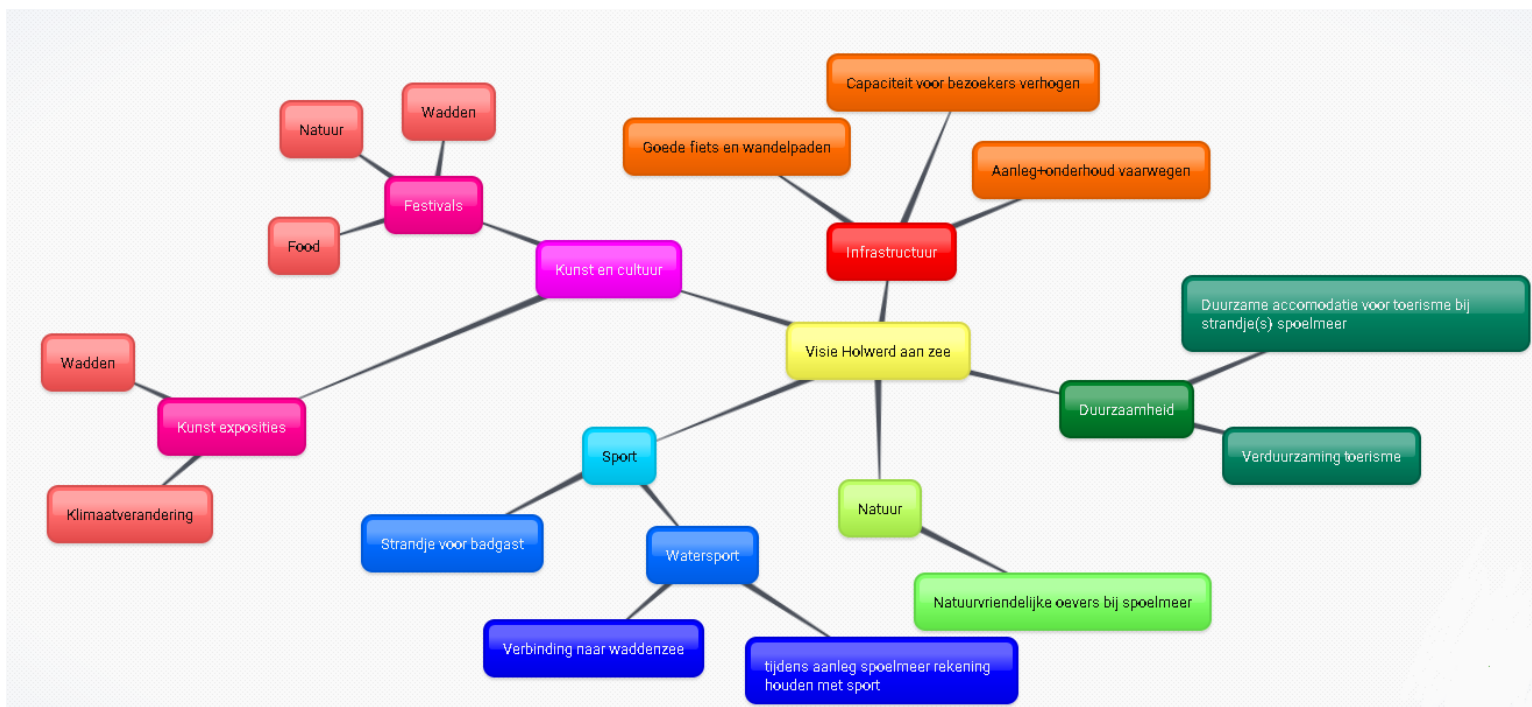 Capaciteit voor bezoekers verhogen
Wadden
Natuur
Goede fiets en wandelpaden
Aanleg+onderhoud vaarwegen
Festivals
Food
Infrastructuur
Kunst en cultuur
Duurzame accomodatie voor toerisme bij
strandje(s) spoelmeer
Visie Holwerd aan zee
Wadden
Duurzaamheid
Kunst exposities
Sport
Verduurzaming toerisme
Klimaatverandering
Natuur
Strandje voor badgast
Watersport
Natuurvriendelijke oevers bij spoelmeer
Verbinding naar waddenzee
tijdens aanleg spoelmeer rekening
houden met sport